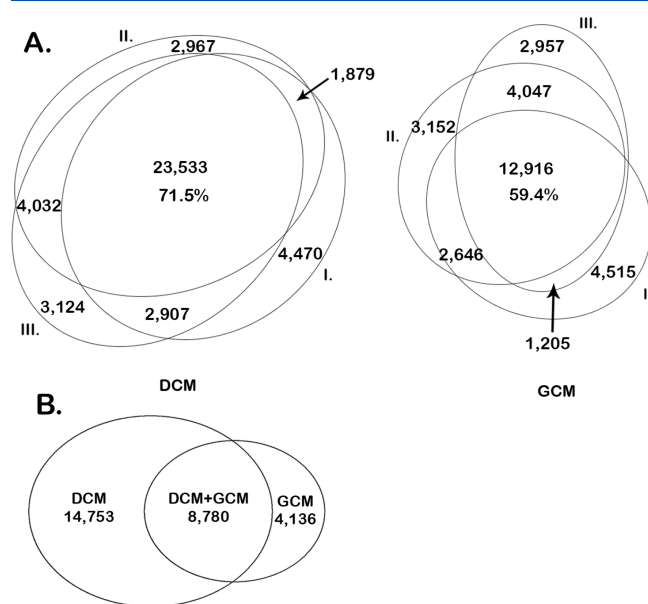 A.
II.
2,967
1,879
23,533
71.5%
4,032
4,470
I.
3,124
2,907
III.
DCM
III.
2,957
4,047
3,152
II.
12,916
59.4%
2,646
4,515
I
1,205
GCM
B.
DCM
14,753
DCM+GCM
8,780
GCM
4,136